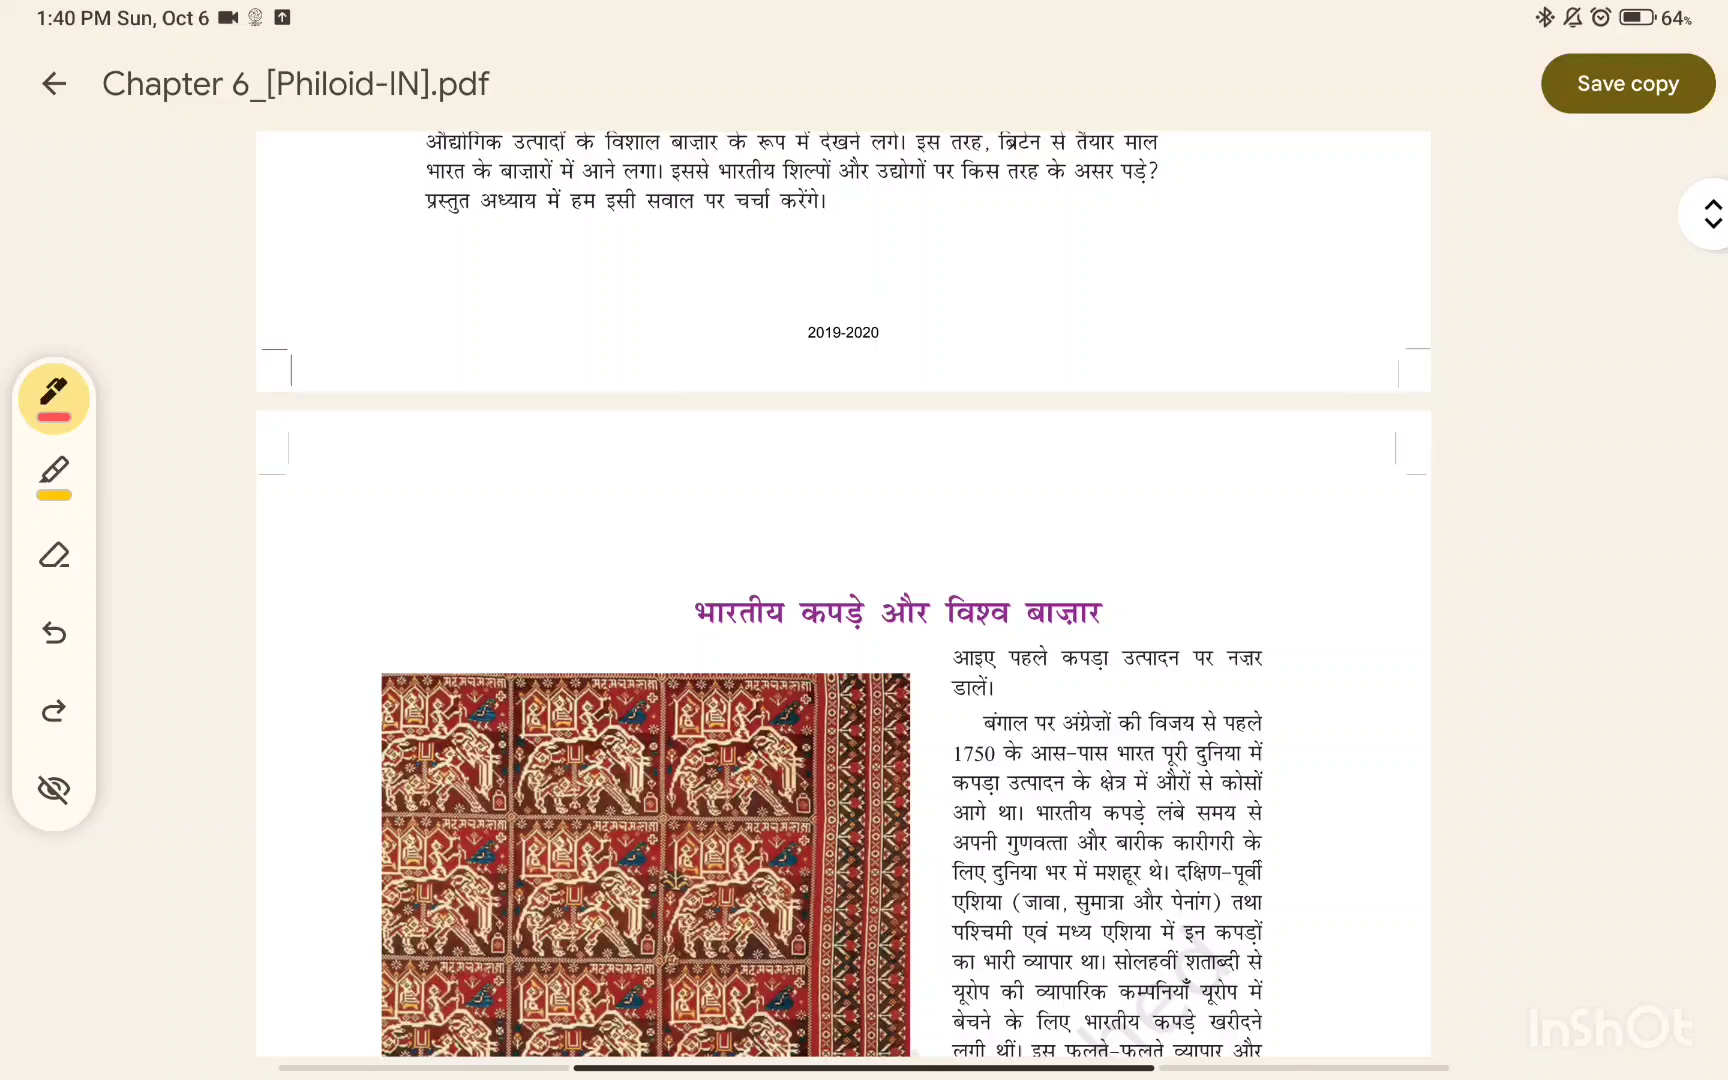 1:40 PM Sun, Oct 6
64%
Chapter 6_[Philoid-IN].pdf
Save copy
औद्योगिक उत्पादों के विशाल बाज़ार के रूप में देखने लगे। इस तरह, ब्रिटेन से तैयार माल
भारत के बाज़ारों में आने लगा। इससे भारतीय शिल्पों और उद्योगों पर किस तरह के असर पड़े?
प्रस्तुत अध्याय में हम इसी सवाल पर चर्चा करेंगे।
2019-2020
भारतीय कपड़े और विश्व बाज़ार
आइए पहले कपड़ा उत्पादन पर नज़र
डालें।
बंगाल पर अंग्रेज़ों की विजय से पहले
1750 के आस-पास भारत पूरी दुनिया में
कपड़ा उत्पादन के क्षेत्र में औरों से कोसों
आगे था। भारतीय कपड़े लंबे समय से
अपनी गुणवत्ता और बारीक कारीगरी के
लिए दुनिया भर में मशहूर थे। दक्षिण-पूर्वी
एशिया (जावा, सुमात्रा और पेनांग) तथा
पश्चिमी एवं मध्य एशिया में इन कपड़ों
का भारी व्यापार था। सोलहवीं शताब्दी से
यूरोप की व्यापारिक कम्पनियाँ यूरोप में
बेचने के लिए भारतीय कपड़े खरीदने
लगी थीं। इस फलते-फूलते व्यापार और
InShOt